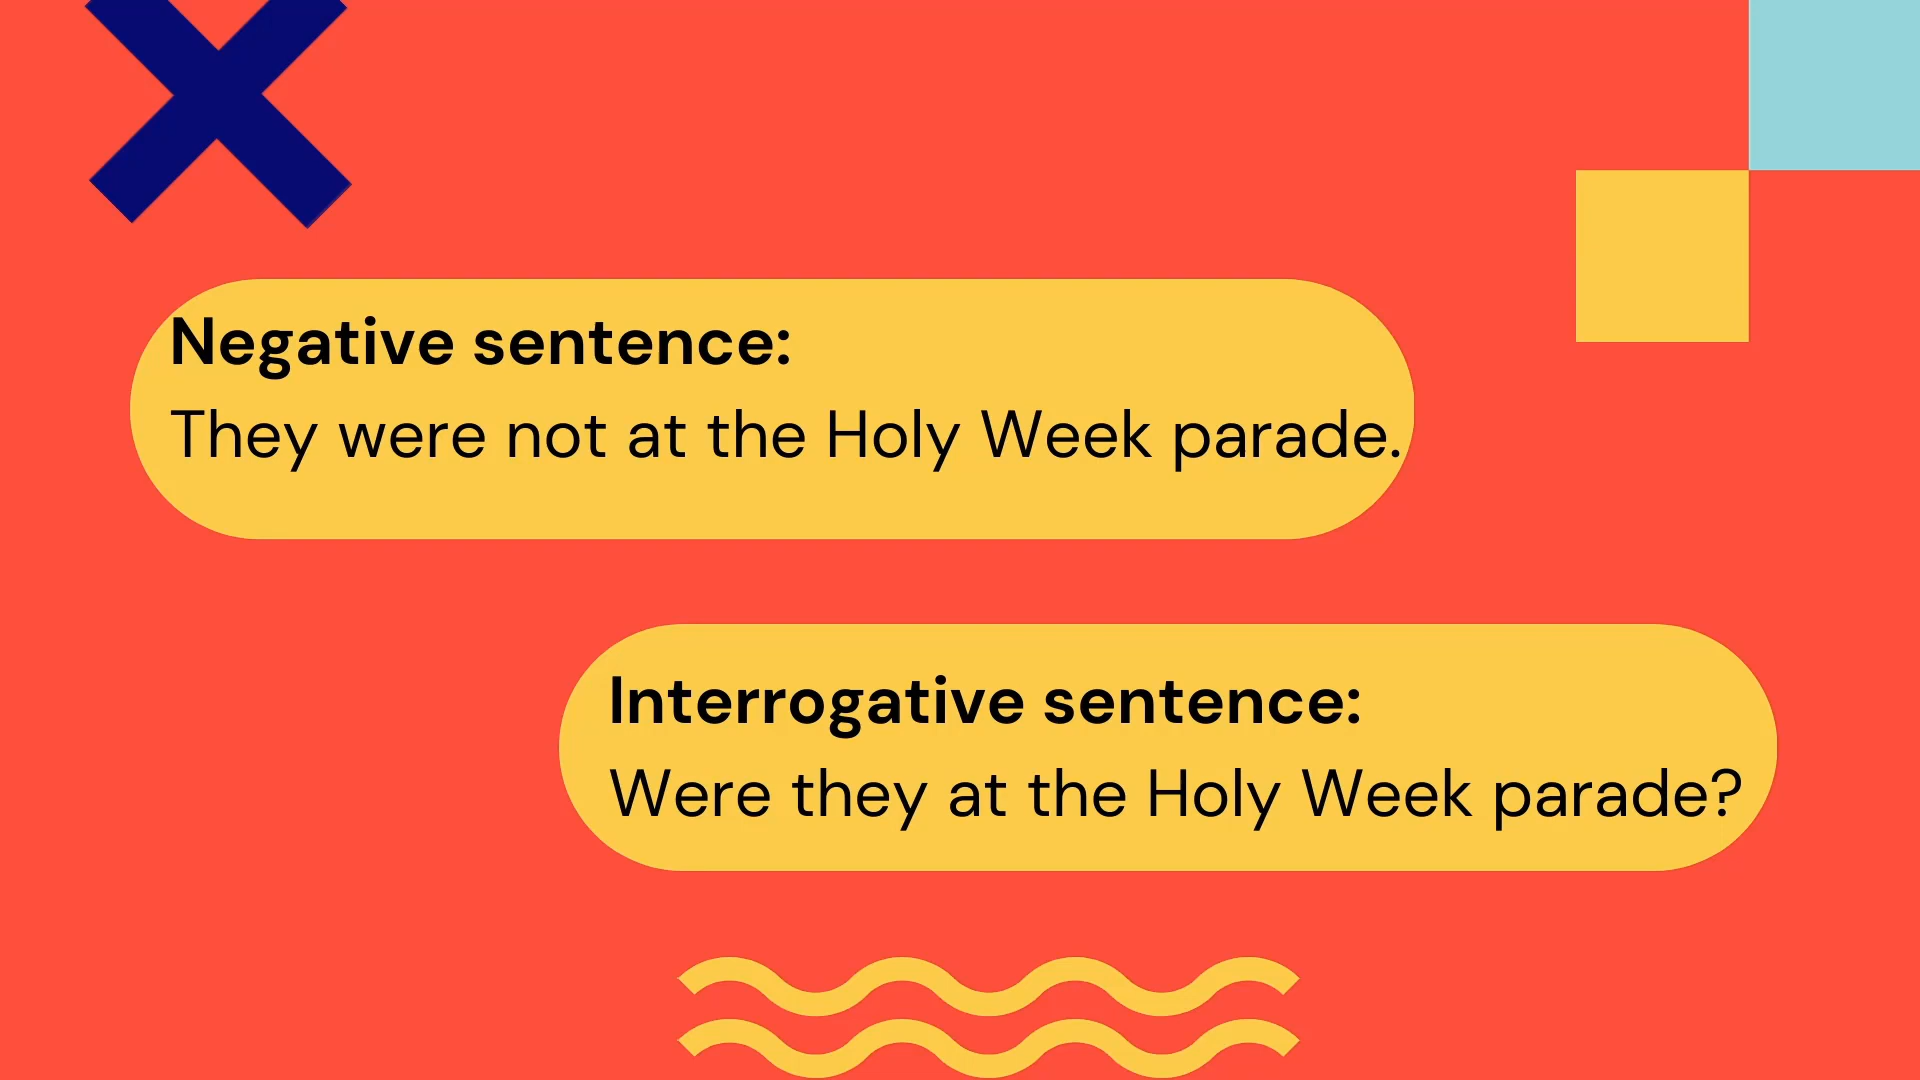 Negative sentence:
They were not at the Holy Week parade.
Interrogative sentence:
Were they at the Holy Week parade?